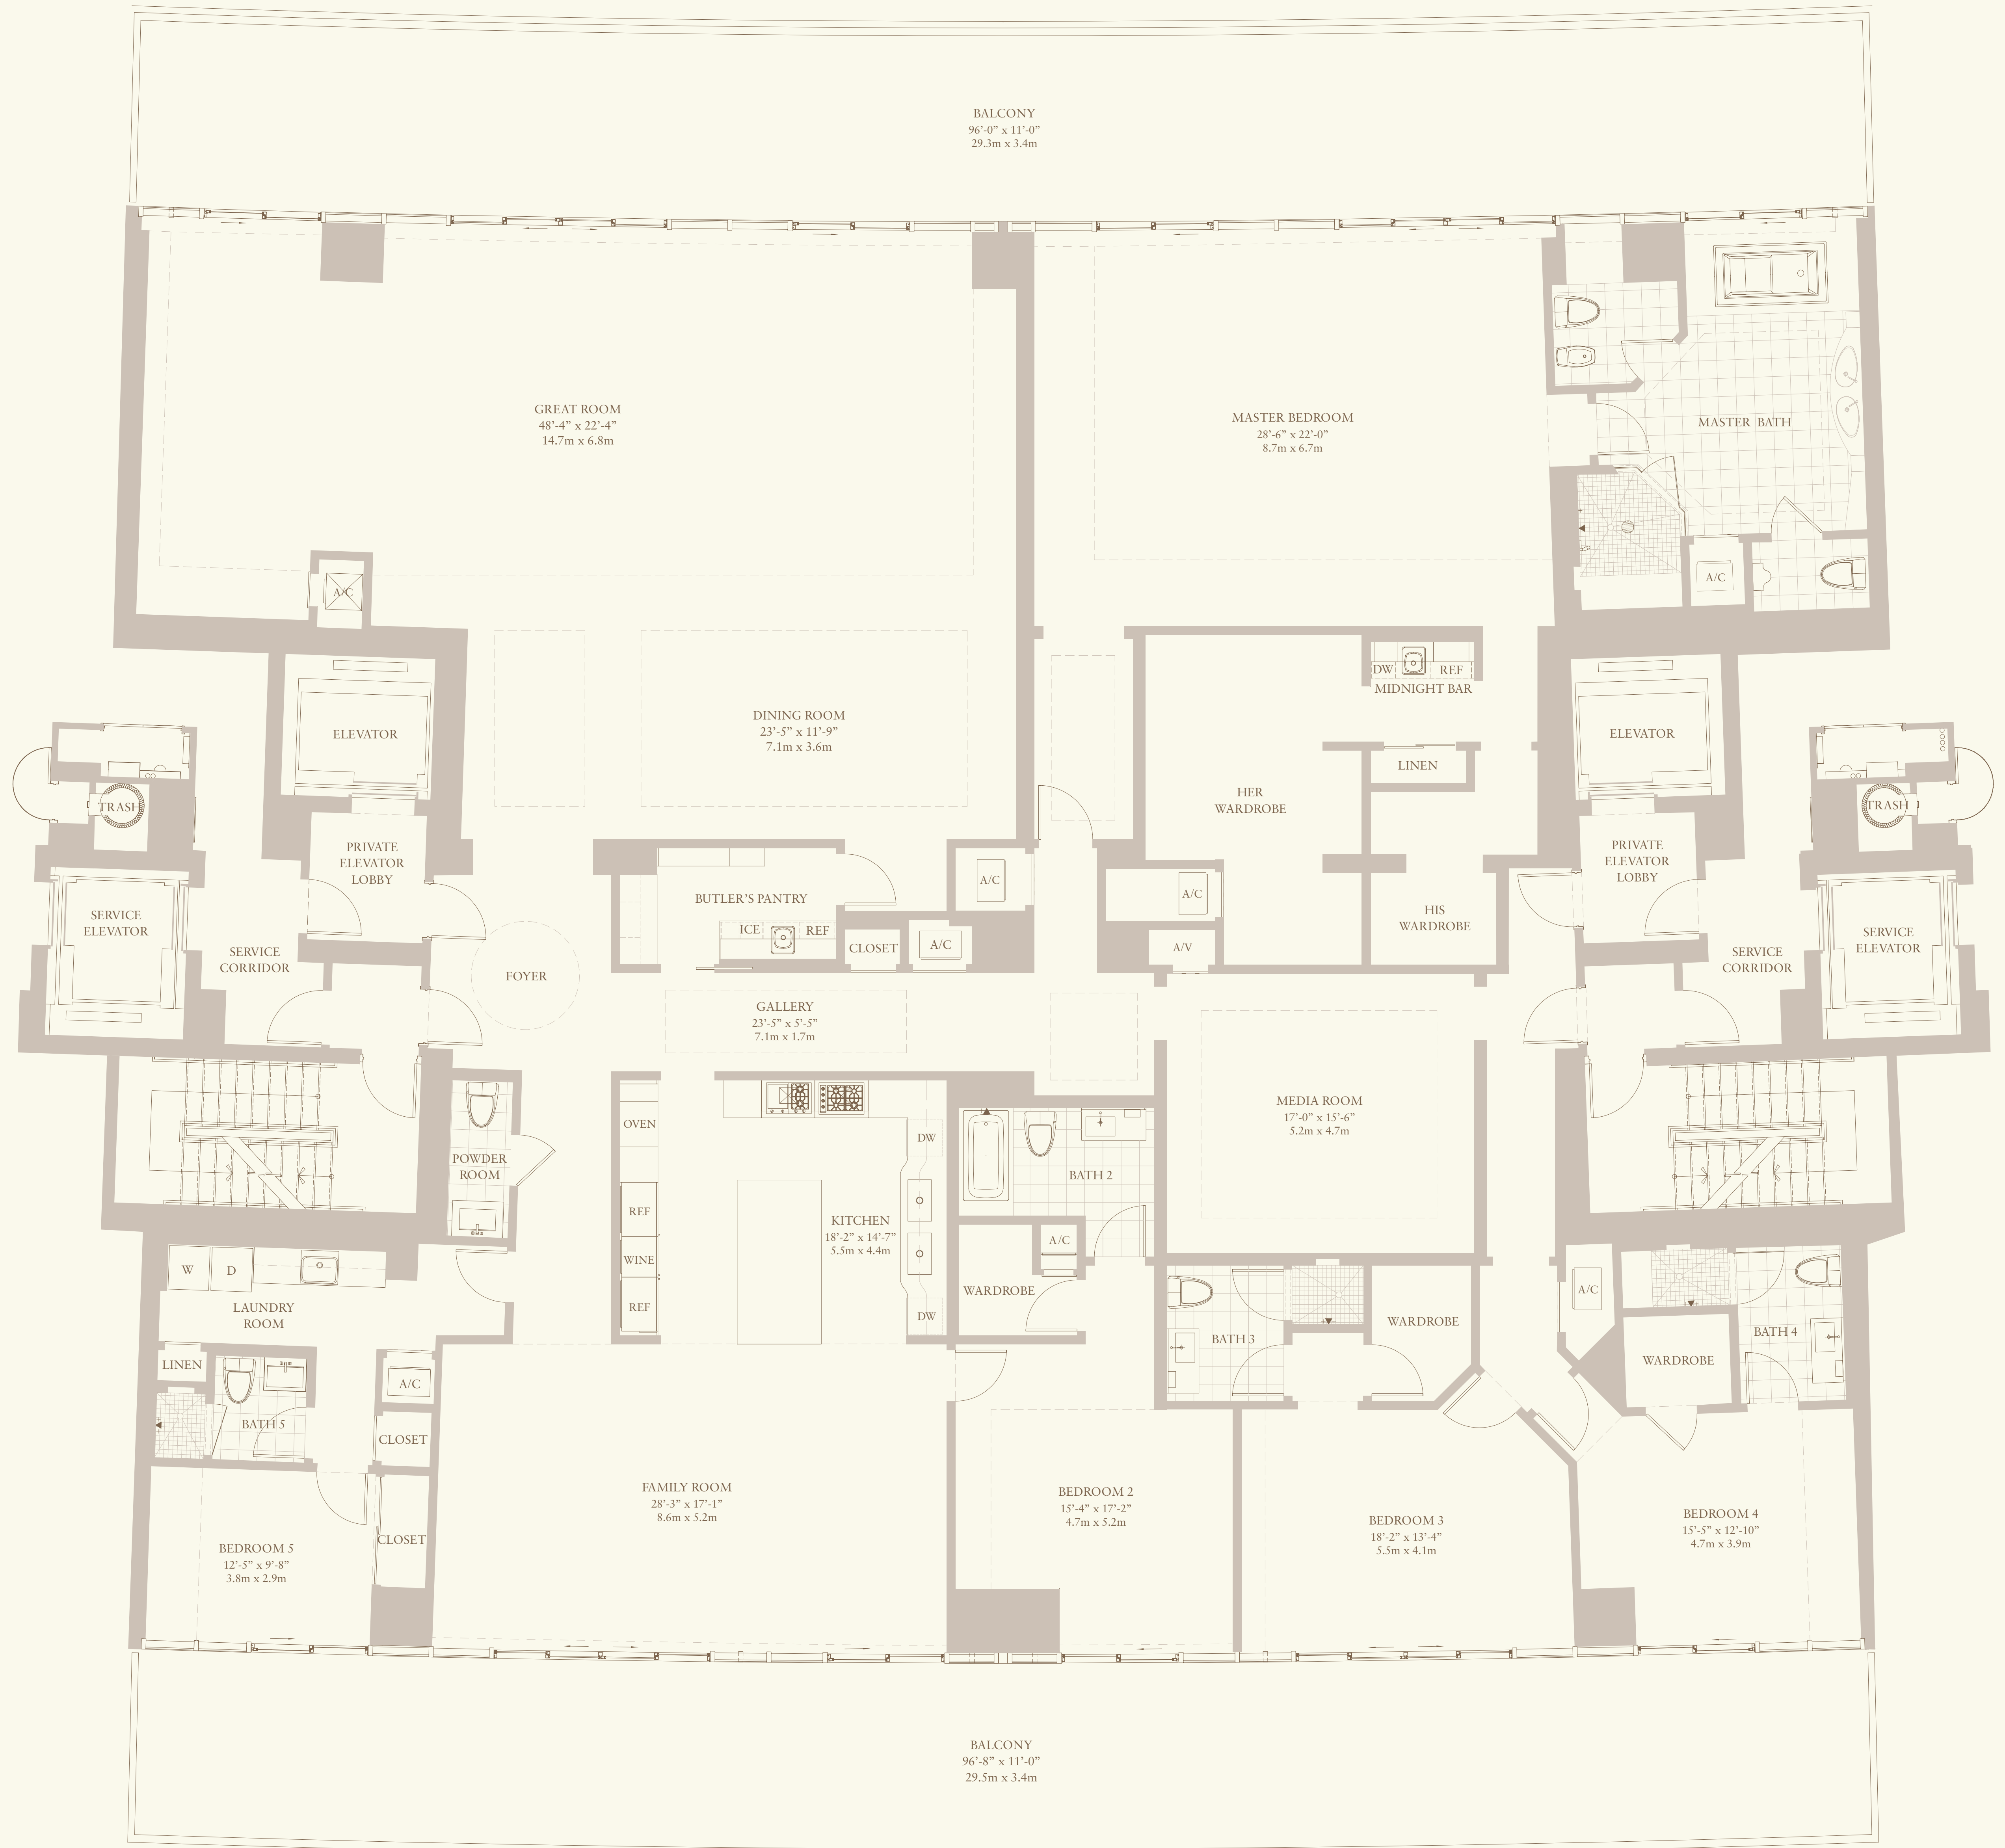 BALCONY
96’-0” x 11’-0”
29.3m x 3.4m
GREAT ROOM
48’-4” x 22’-4”
14.7m x 6.8m
MASTER BEDROOM
28’-6” x 22’-0”
8.7m x 6.7m
MASTER BATH
A/C
A/C
ELEVATOR
DINING ROOM
23’-5” x 11’-9”
7.1m x 3.6m
DW
REF
MIDNIGHT BAR
LINEN
HER
WARDROBE
ELEVATOR
TRASH
TRASH
PRIVATE
ELEVATOR
LOBBY
PRIVATE
ELEVATOR
LOBBY
BUTLER’S PANTRY
ICE
REF
A/C
A/C
HIS
WARDROBE
SERVICE
ELEVATOR
SERVICE
CORRIDOR
FOYER
CLOSET
A/C
A/V
SERVICE
CORRIDOR
SERVICE
ELEVATOR
GALLERY
23’-5” x 5’-5”
7.1m x 1.7m
MEDIA ROOM
17’-0” x 15’-6”
5.2m x 4.7m
OVEN
DW
POWDER
ROOM
BATH 2
REF
KITCHEN
18’-2” x 14’-7”
5.5m x 4.4m
WINE
REF
DW
A/C
WARDROBE
W
D
LAUNDRY
ROOM
LINEN
BATH 5
A/C
CLOSET
CLOSET
BATH 3
WARDROBE
A/C
WARDROBE
BATH 4
FAMILY ROOM
28’-3” x 17’-1”
8.6m x 5.2m
BEDROOM 2
15’-4” x 17’-2”
4.7m x 5.2m
BEDROOM 3
18’-2” x 13’-4”
5.5m x 4.1m
BEDROOM 4
15’-5” x 12’-10”
4.7m x 3.9m
BEDROOM 5
12’-5” x 9’-8”
3.8m x 2.9m
BALCONY
96’-8” x 11’-0”
29.5m x 3.4m